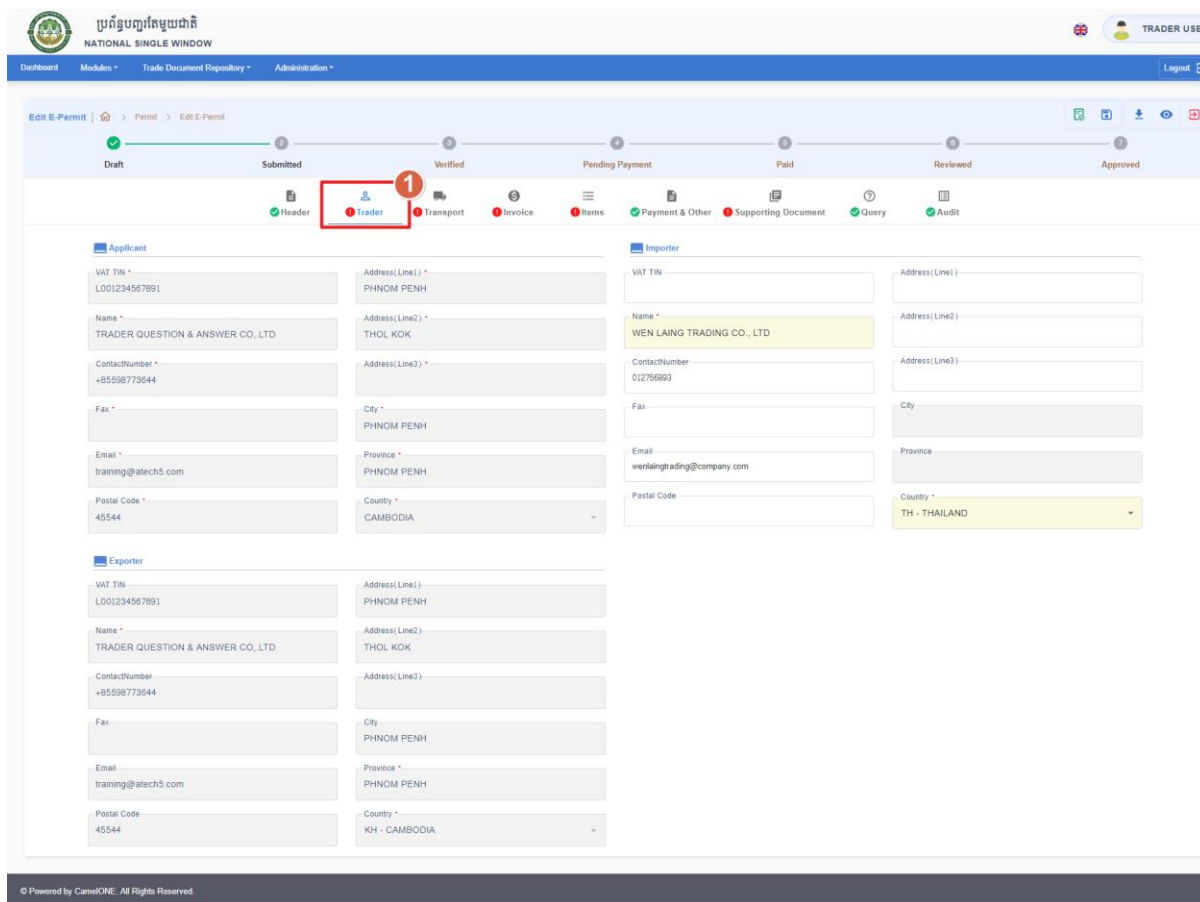 ប្រព័ន្ធបញ្ជរតែមួយជាតិ
NATIONAL SINGLE WINDOW
TRADER USE
Dashboard Modules Trade Document Repository Administration Logout
Edit E-Permit | > Permit > Edit E-Permit
2 3 4 5 6 7
Draft Submitted Verified Pending Payment Paid Reviewed Approved
1
Header Trader Transport Invoice Items Payment & Other Supporting Document Query Audit
Applicant
VAT TIN *
L001234567891
Address(Line1) *
PHNOM PENH
Name *
TRADER QUESTION & ANSWER CO,.LTD
Address(Line2) *
THOL KOK
ContactNumber *
+85598773644
Address(Line3) *
Fax *
City *
PHNOM PENH
Email *
training@atech5.com
Province *
PHNOM PENH
Postal Code *
45544
Country *
CAMBODIA
Importer
VAT TIN
Address(Line1)
Name *
WEN LAING TRADING CO., LTD
Address(Line2)
ContactNumber
012756893
Address(Line3)
Fax
City
Email
wenlaingtrading@company.com
Province
Postal Code
Country *
TH - THAILAND
Exporter
VAT TIN
L001234567891
Address(Line1)
PHNOM PENH
Name *
TRADER QUESTION & ANSWER CO,.LTD
Address(Line2)
THOL KOK
ContactNumber
+85598773644
Address(Line3)
Fax
City
PHNOM PENH
Email
training@atech5.com
Province *
PHNOM PENH
Postal Code
45544
Country *
KH - CAMBODIA
© Powered by CamelONE. All Rights Reserved.